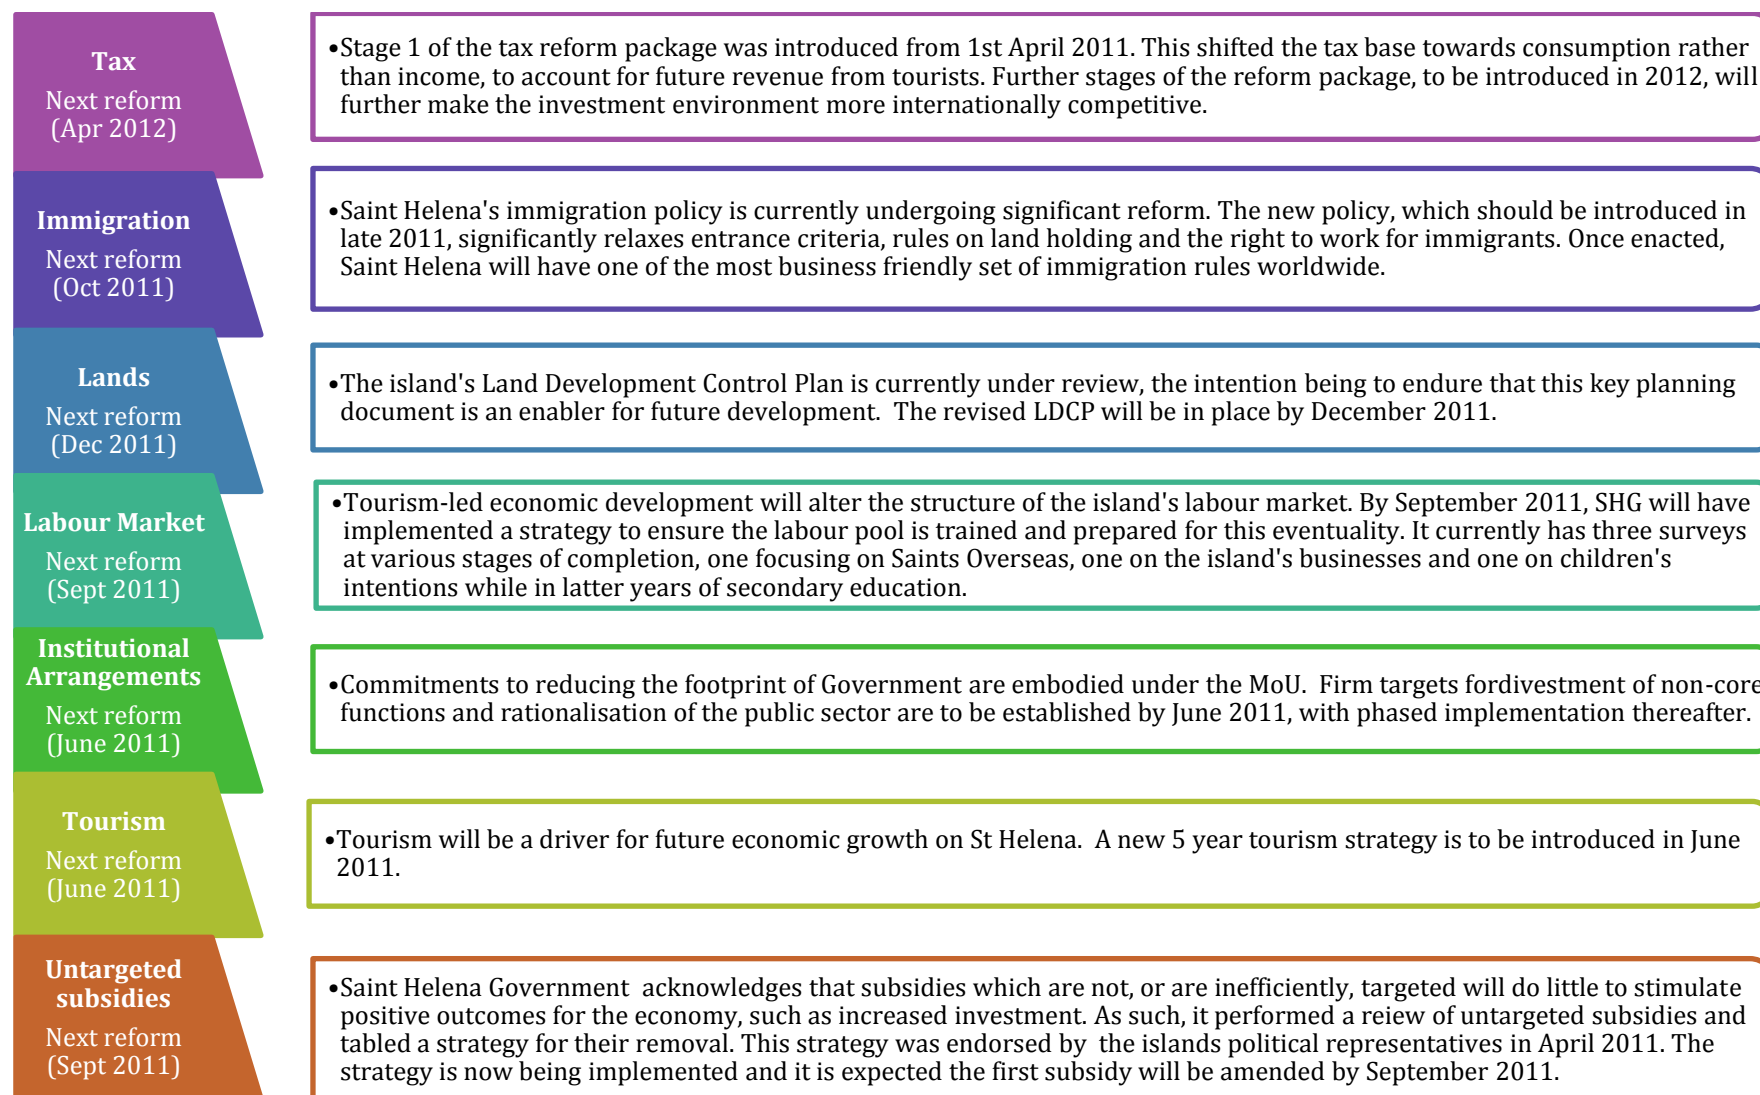 Tax
Next reform
(Apr 2012)
•Stage 1 of the tax reform package was introduced from 1st April 2011. This shifted the tax base towards consumption rather
than income, to account for future revenue from tourists. Further stages of the reform package, to be introduced in 2012, will
further make the investment environment more internationally competitive.
Immigration
Next reform
(Oct 2011)
•Saint Helena's immigration policy is currently undergoing significant reform. The new policy, which should be introduced in
late 2011, significantly relaxes entrance criteria, rules on land holding and the right to work for immigrants. Once enacted,
Saint Helena will have one of the most business friendly set of immigration rules worldwide.
Lands
Next reform
(Dec 2011)
•The island's Land Development Control Plan is currently under review, the intention being to endure that this key planning
document is an enabler for future development.  The revised LDCP will be in place by December 2011.
Labour Market
Next reform
(Sept 2011)
•Tourism-led economic development will alter the structure of the island's labour market. By September 2011, SHG will have
implemented a strategy to ensure the labour pool is trained and prepared for this eventuality. It currently has three surveys
at various stages of completion, one focusing on Saints Overseas, one on the island's businesses and one on children's
intentions while in latter years of secondary education.
Institutional
Arrangements
Next reform
(June 2011)
•Commitments to reducing the footprint of Government are embodied under the MoU.  Firm targets fordivestment of non-core
functions and rationalisation of the public sector are to be established by June 2011, with phased implementation thereafter.
Tourism
Next reform
(June 2011)
•Tourism will be a driver for future economic growth on St Helena.  A new 5 year tourism strategy is to be introduced in June
2011.
Untargeted
subsidies
Next reform
(Sept 2011)
•Saint Helena Government  acknowledges that subsidies which are not, or are inefficiently, targeted will do little to stimulate
positive outcomes for the economy, such as increased investment. As such, it performed a reiew of untargeted subsidies and
tabled a strategy for their removal. This strategy was endorsed by  the islands political representatives in April 2011. The
strategy is now being implemented and it is expected the first subsidy will be amended by September 2011.